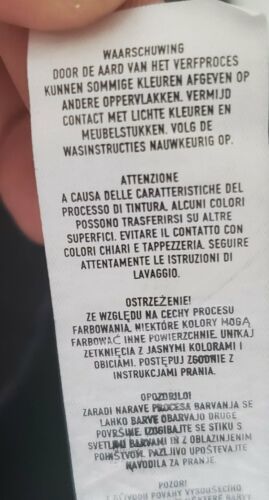 WAARSCHUWING
DOOR DE AARD VAN HET VERFPROCES
KUNNEN SOMMIGE KLEUREN AFGEVEN OP
ANDERE OPPERVLAKKEN. VERMIJD
CONTACT MET LICHTE KLEUREN EN
MEUBELSTUKKEN. VOLG DE
WASINSTRUCTIES NAUWKEURIG OP.
ATTENZIONE
A CAUSA DELLE CARATTERISTICHE DEL
PROCESSO DI TINTURA. ALCUNI COLORI
POSSONO TRASFERIRSI SU ALTRE
SUPERFICI. EVITARE IL CONTATTO CON
COLORI CHIARI E TAPPEZZERIA. SEGUIRE
ATTENTAMENTE LE ISTRUZIONI DI
LAVAGGIO.
OSTRZEŻENIE!
ZE WZGLĘDU NA CECHY PROCESU
FARBOWANIA. NIEKTÓRE KOLORY MOGĄ
FARBOWAĆ INNE POWIERZCHNIE. UNIKAJ
ZETKNIĘCIA Z JASNYMI KOLORAMI I
OBICIAMI. POSTĘPUJ ZGODNIE Z
INSTRUKCJAMI PRANIA.
OPOZORILO!
ZARADI NARAVE PROCESA BARVANJA SE
LAHKO BARVE OBARVAJO DRUGE
POVRŠINE. IZOGIBAJTE SE STIKU S
SVETLIMI BARVAMI IN Z OBLAZINJENIM
POHIŠTVOM. PAZLJIVO UPOŠTEVAJTE
NAVODILA ZA PRANJE.
POZOR!